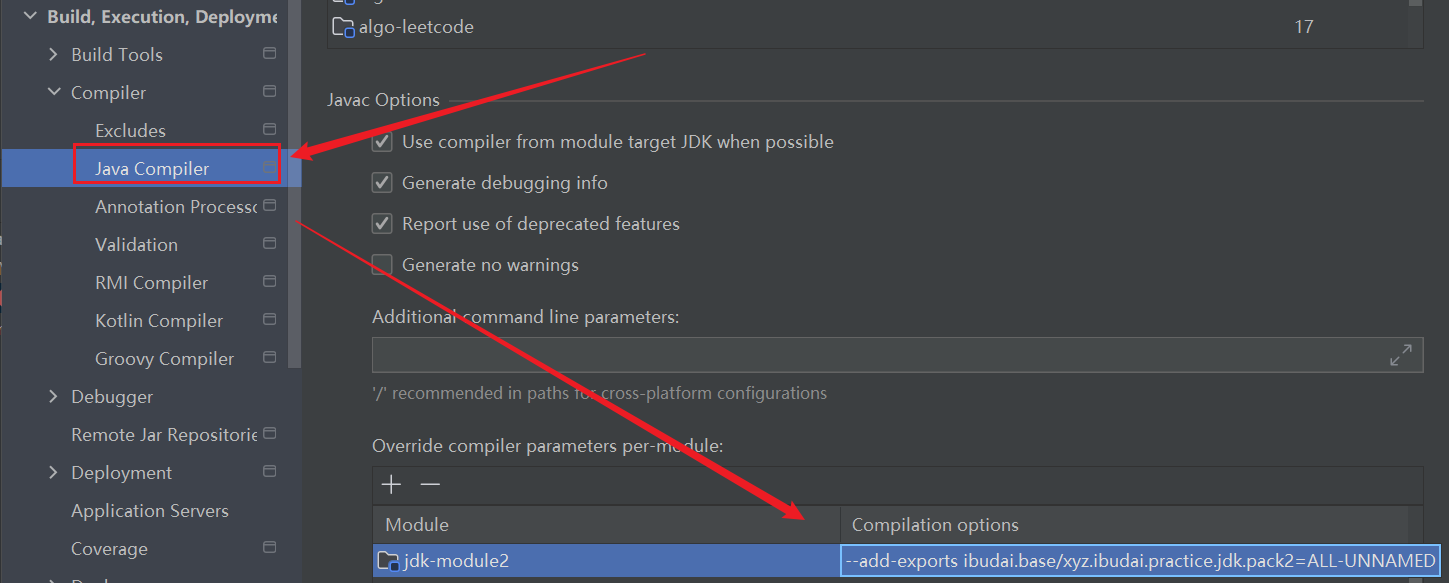 Build, Execution, Deployme
Build Tools
Compiler
Excludes
Java Compiler
Annotation Processo
Validation
RMI Compiler
Kotlin Compiler
Groovy Compiler
Debugger
Remote Jar Repositorie
Deployment
Application Servers
Coverage
algo-leetcode 17
Javac Options
Use compiler from module target JDK when possible
Generate debugging info
Report use of deprecated features
Generate no warnings
Additional command line parameters:
'/' recommended in paths for cross-platform configurations
Override compiler parameters per-module:
Module Compilation options
jdk-module2 --add-exports ibudai.base/xyz.ibudai.practice.jdk.pack2=ALL-UNNAMED